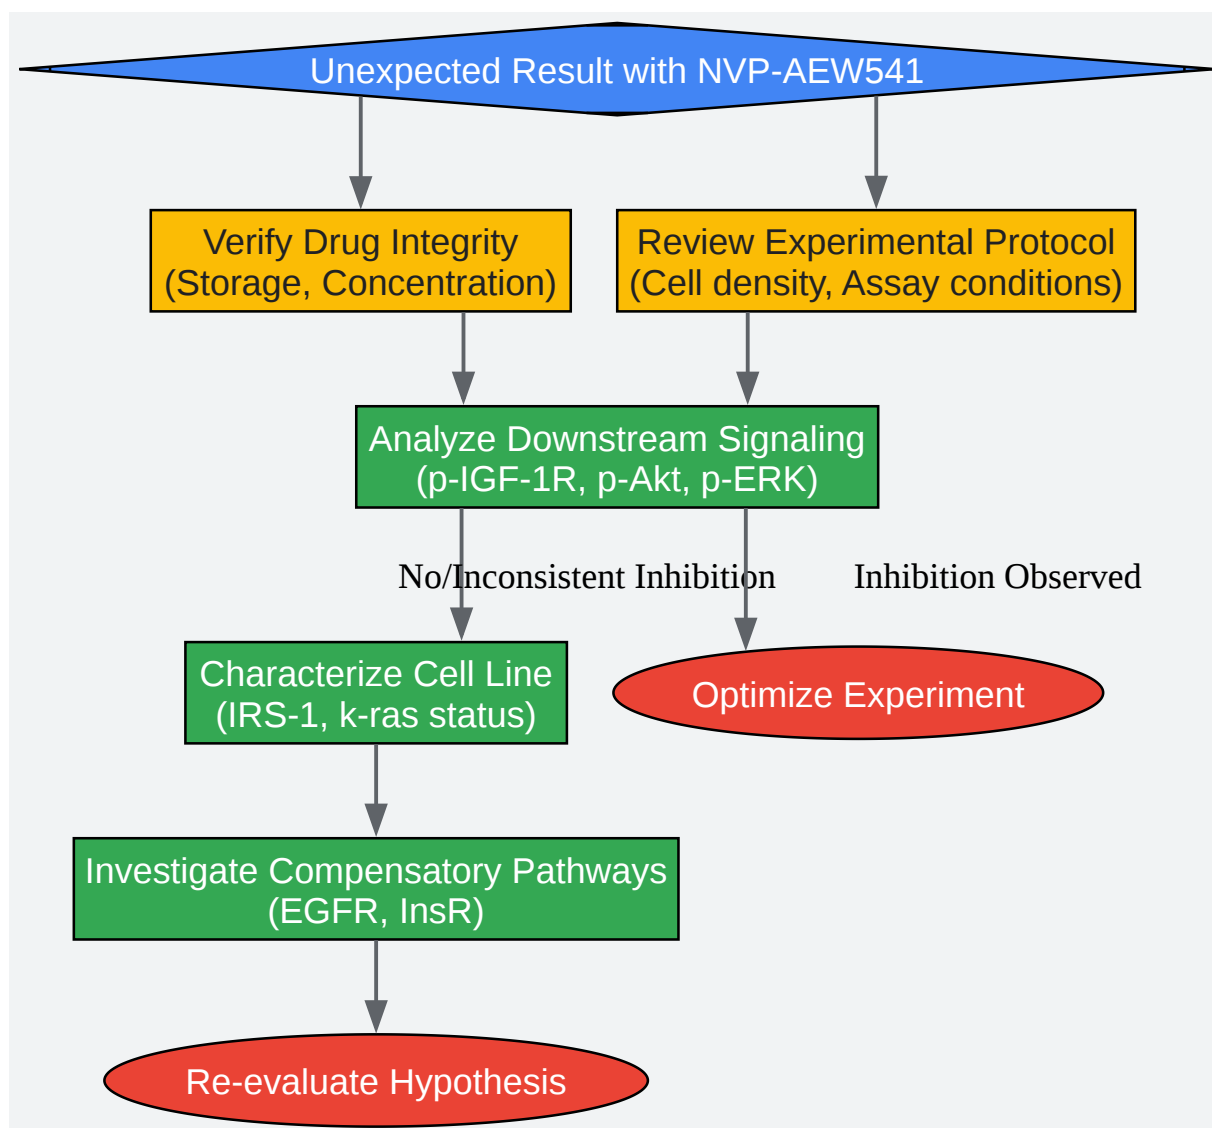 Unexpected Result with NVP-AEW541
Verify Drug Integrity
(Storage, Concentration)
Review Experimental Protocol
(Cell density, Assay conditions)
Analyze Downstream Signaling
(p-IGF-1R, p-Akt, p-ERK)
No/Inconsistent Inhibition
Inhibition Observed
Characterize Cell Line
(IRS-1, k-ras status)
Optimize Experiment
Investigate Compensatory Pathways
(EGFR, InsR)
Re-evaluate Hypothesis